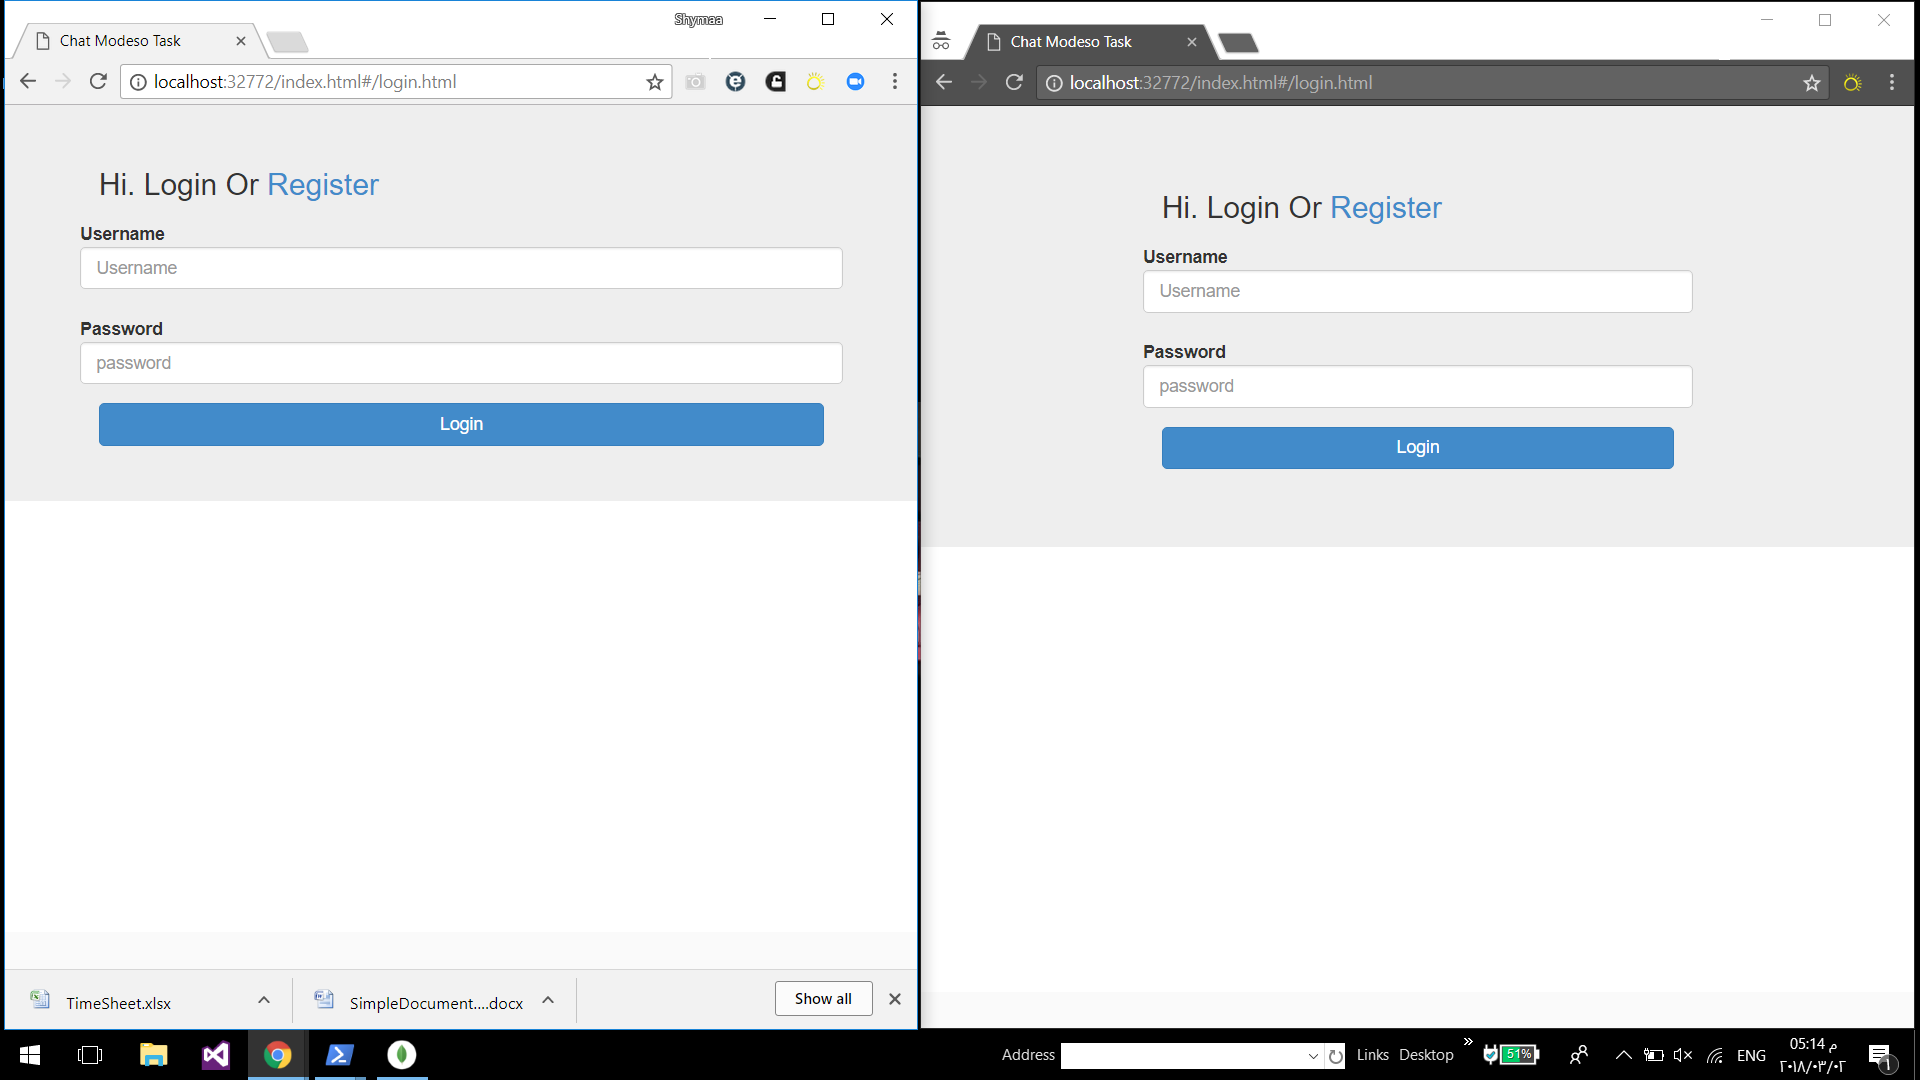 Shymaa
Chat Modeso Task
localhost:32772/index.html#/login.html
Hi. Login Or Register
Username
Username
Password
password
Login
TimeSheet.xlsx
SimpleDocument....docx
Show all
Chat Modeso Task
localhost:32772/index.html#/login.html
Hi. Login Or Register
Username
Username
Password
password
Login
Address
Links
Desktop
»
51%
ENG
05:14 م
٢٠١٨/٠٣/٠٢
١